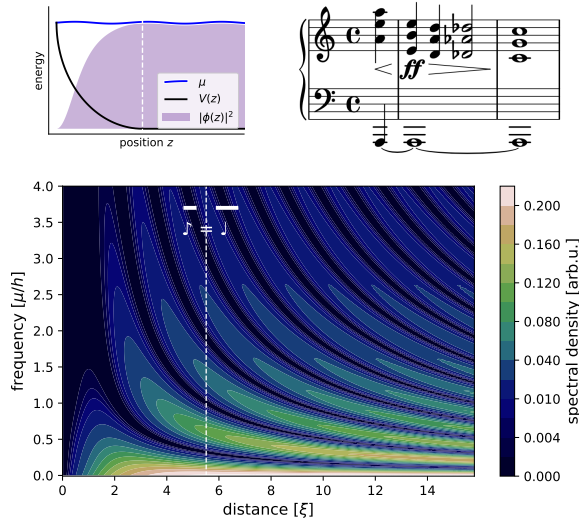 energy
μ
V(z)
|ϕ(z)|²
position z
ff
frequency [μ/h]
4.0
3.5
3.0
2.5
2.0
1.5
1.0
0.5
0.0
♪ = ♩
0 2 4 6 8 10 12 14
distance [ξ]
0.200
0.160
0.120
0.080
0.040
0.010
0.004
0.000
spectral density [arb.u.]